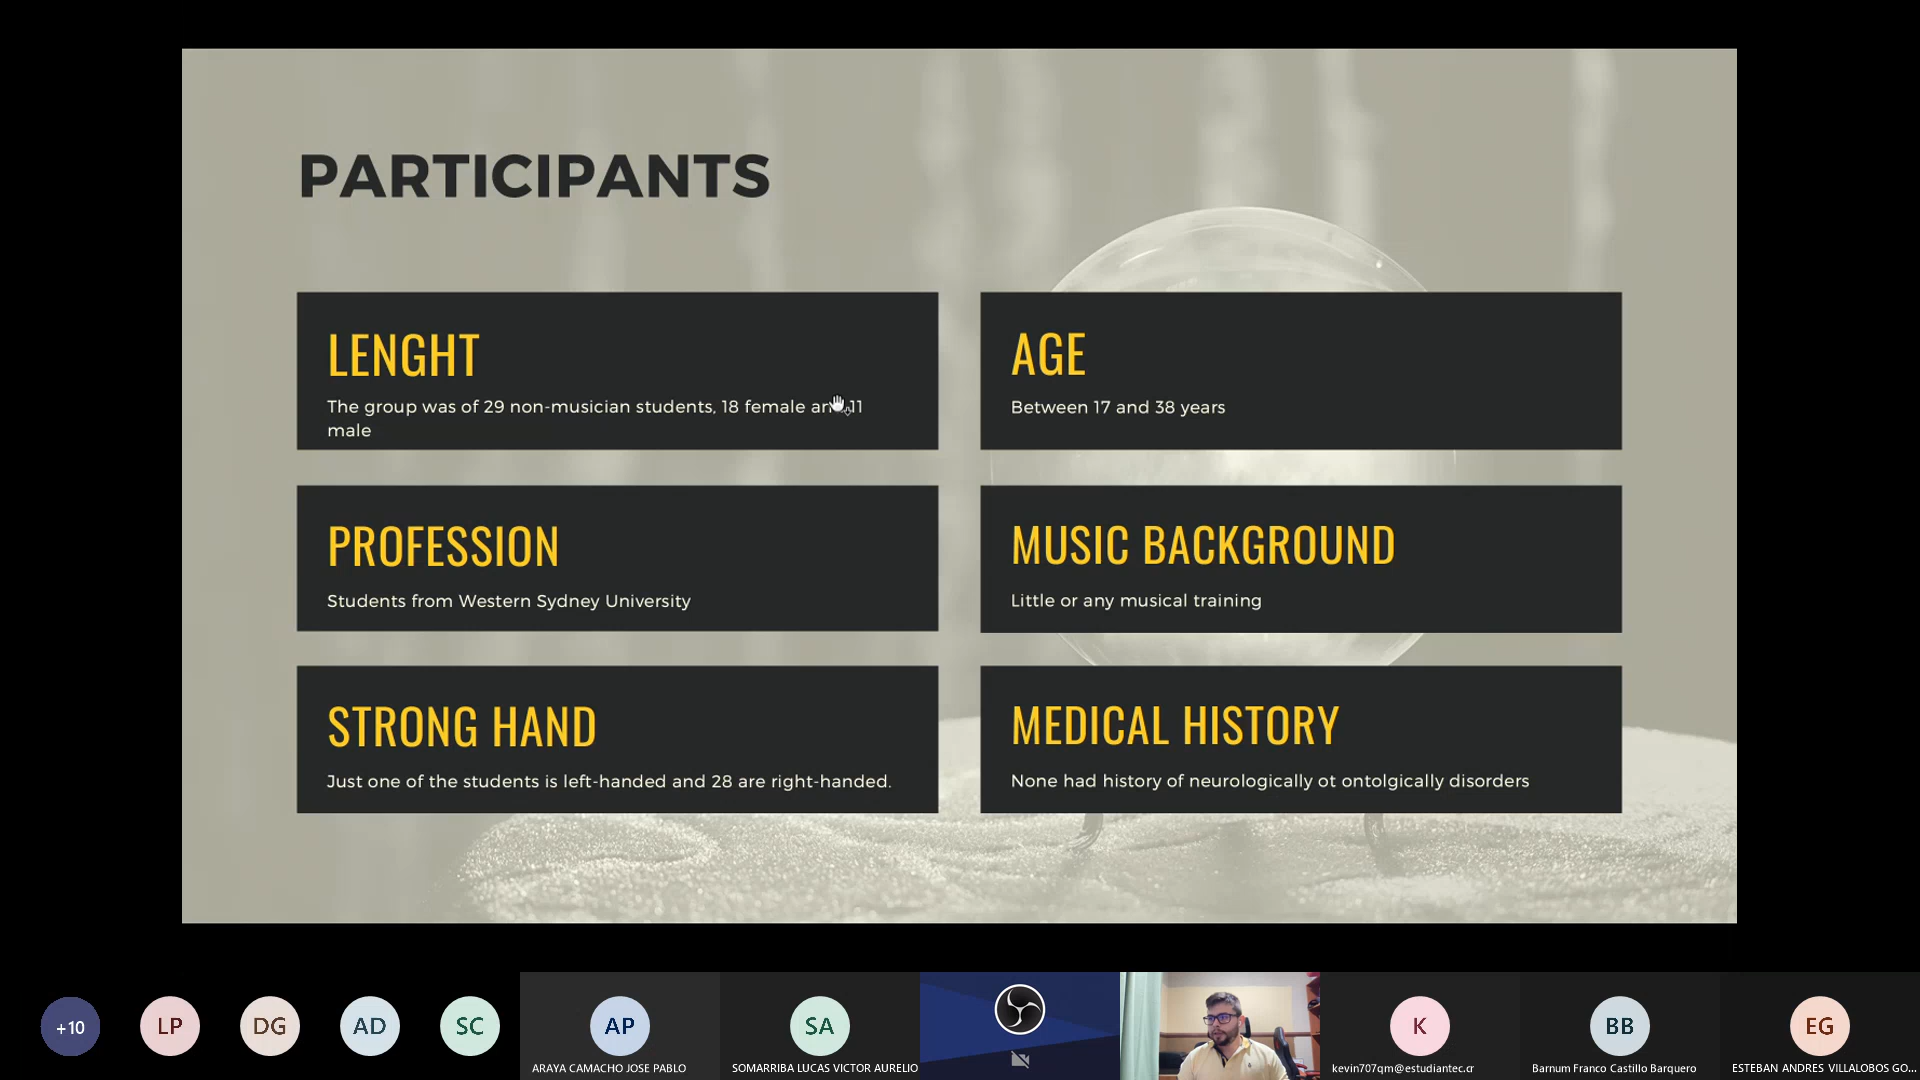 PARTICIPANTS
LENGHT
The group was of 29 non-musician students, 18 female and 11
male
AGE
Between 17 and 38 years
PROFESSION
Students from Western Sydney University
MUSIC BACKGROUND
Little or any musical training
STRONG HAND
Just one of the students is left-handed and 28 are right-handed.
MEDICAL HISTORY
None had history of neurologically ot ontolgically disorders
+10
LP
DG
AD
SC
AP
ARAYA CAMACHO JOSE PABLO
SA
SOMARRIBA LUCAS VICTOR AURELIO
K
kevin707qm@estudiantec.cr
BB
Barnum Franco Castillo Barquero
EG
ESTEBAN ANDRES VILLALOBOS GO...